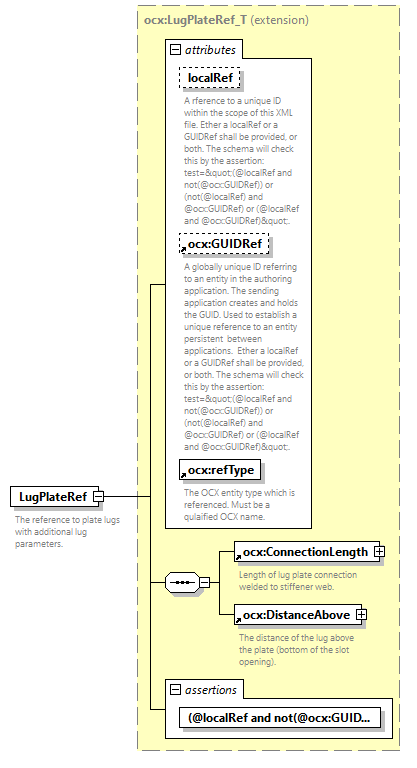 ocx:LugPlateRef_T (extension)
attributes
localRef
A rference to a unique ID
within the scope of this XML
file. Ether a localRef or a
GUIDRef shall be provided, or
both. The schema will check
this by the assertion:
test=&quot;(@localRef and
not(@ocx:GUIDRef)) or
(not(@localRef) and
@ocx:GUIDRef) or (@localRef
and @ocx:GUIDRef)&quot;.
ocx:GUIDRef
A globally unique ID referring
to an entity in the authoring
application. The sending
application creates and holds
the GUID. Used to establish a
unique reference to an entity
persistent  between
applications.  Ether a localRef
or a GUIDRef shall be provided,
or both. The schema will check
this by the assertion:
test=&quot;(@localRef and
not(@ocx:GUIDRef)) or
(not(@localRef) and
@ocx:GUIDRef) or (@localRef
and @ocx:GUIDRef)&quot;.
ocx:refType
The OCX entity type which is
referenced. Must be a
qulaified OCX name.
LugPlateRef
The reference to plate lugs
with additional lug
parameters.
ocx:ConnectionLength
Length of lug plate connection
welded to stiffener web.
ocx:DistanceAbove
The distance of the lug above
the plate (bottom of the slot
opening).
assertions
(@localRef and not(@ocx:GUID...